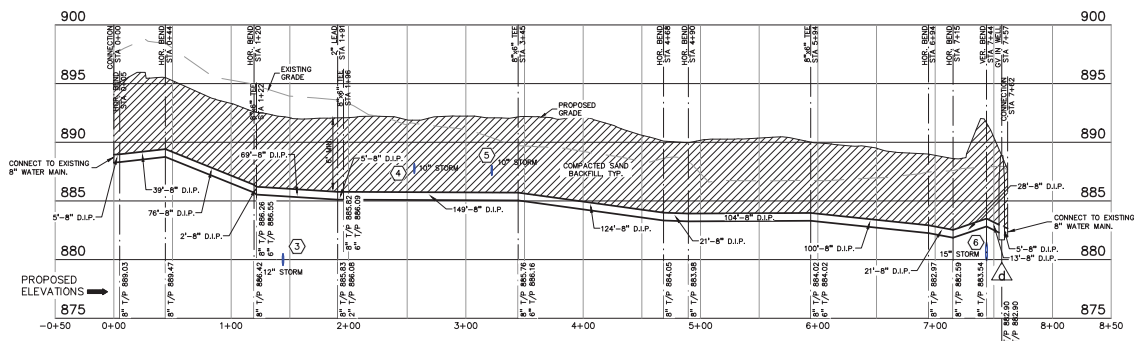 900
895
890
885
880
875
900
895
890
885
880
875
CONNECTION
STA 0+00
HOR. BEND
STA 0+05
HOR. BEND
STA 0+44
HOR. BEND
STA 1+20
8"x6" TEE
STA 1+22
2" LEAD
STA 1+91
8"x6" TEE
STA 1+96
8"x6" TEE
STA 3+45
HOR. BEND
STA 4+68
HOR. BEND
STA 4+90
8"x6" TEE
STA 5+94
HOR. BEND
STA 6+94
HOR. BEND
STA 7+15
VER. BEND
STA 7+44
GV IN WELL
STA 7+57
CONNECTION
STA 7+62
EXISTING
GRADE
PROPOSED
GRADE
6' MIN.
COMPACTED SAND
BACKFILL, TYP.
CONNECT TO EXISTING
8" WATER MAIN.
5'-8" D.I.P.
39'-8" D.I.P.
76'-8" D.I.P.
2'-8" D.I.P.
69'-8" D.I.P.
5'-8" D.I.P.
149'-8" D.I.P.
124'-8" D.I.P.
21'-8" D.I.P.
104'-8" D.I.P.
100'-8" D.I.P.
21'-8" D.I.P.
28'-8" D.I.P.
5'-8" D.I.P.
13'-8" D.I.P.
CONNECT TO EXISTING
8" WATER MAIN.
3
12" STORM
4
10" STORM
5
10" STORM
6
15" STORM
d
PROPOSED
ELEVATIONS
8" T/P 889.03
8" T/P 889.47
8" T/P 886.42
8" T/P 886.26
6" T/P 886.55
8" T/P 885.83
2" T/P 886.08
8" T/P 885.82
6" T/P 886.09
8" T/P 885.76
6" T/P 886.16
8" T/P 884.05
8" T/P 883.98
8" T/P 884.02
6" T/P 884.02
8" T/P 882.97
8" T/P 882.59
8" T/P 883.54
T/P 882.90
T/P 882.90
-0+50
0+00
1+00
2+00
3+00
4+00
5+00
6+00
7+00
8+00
8+50